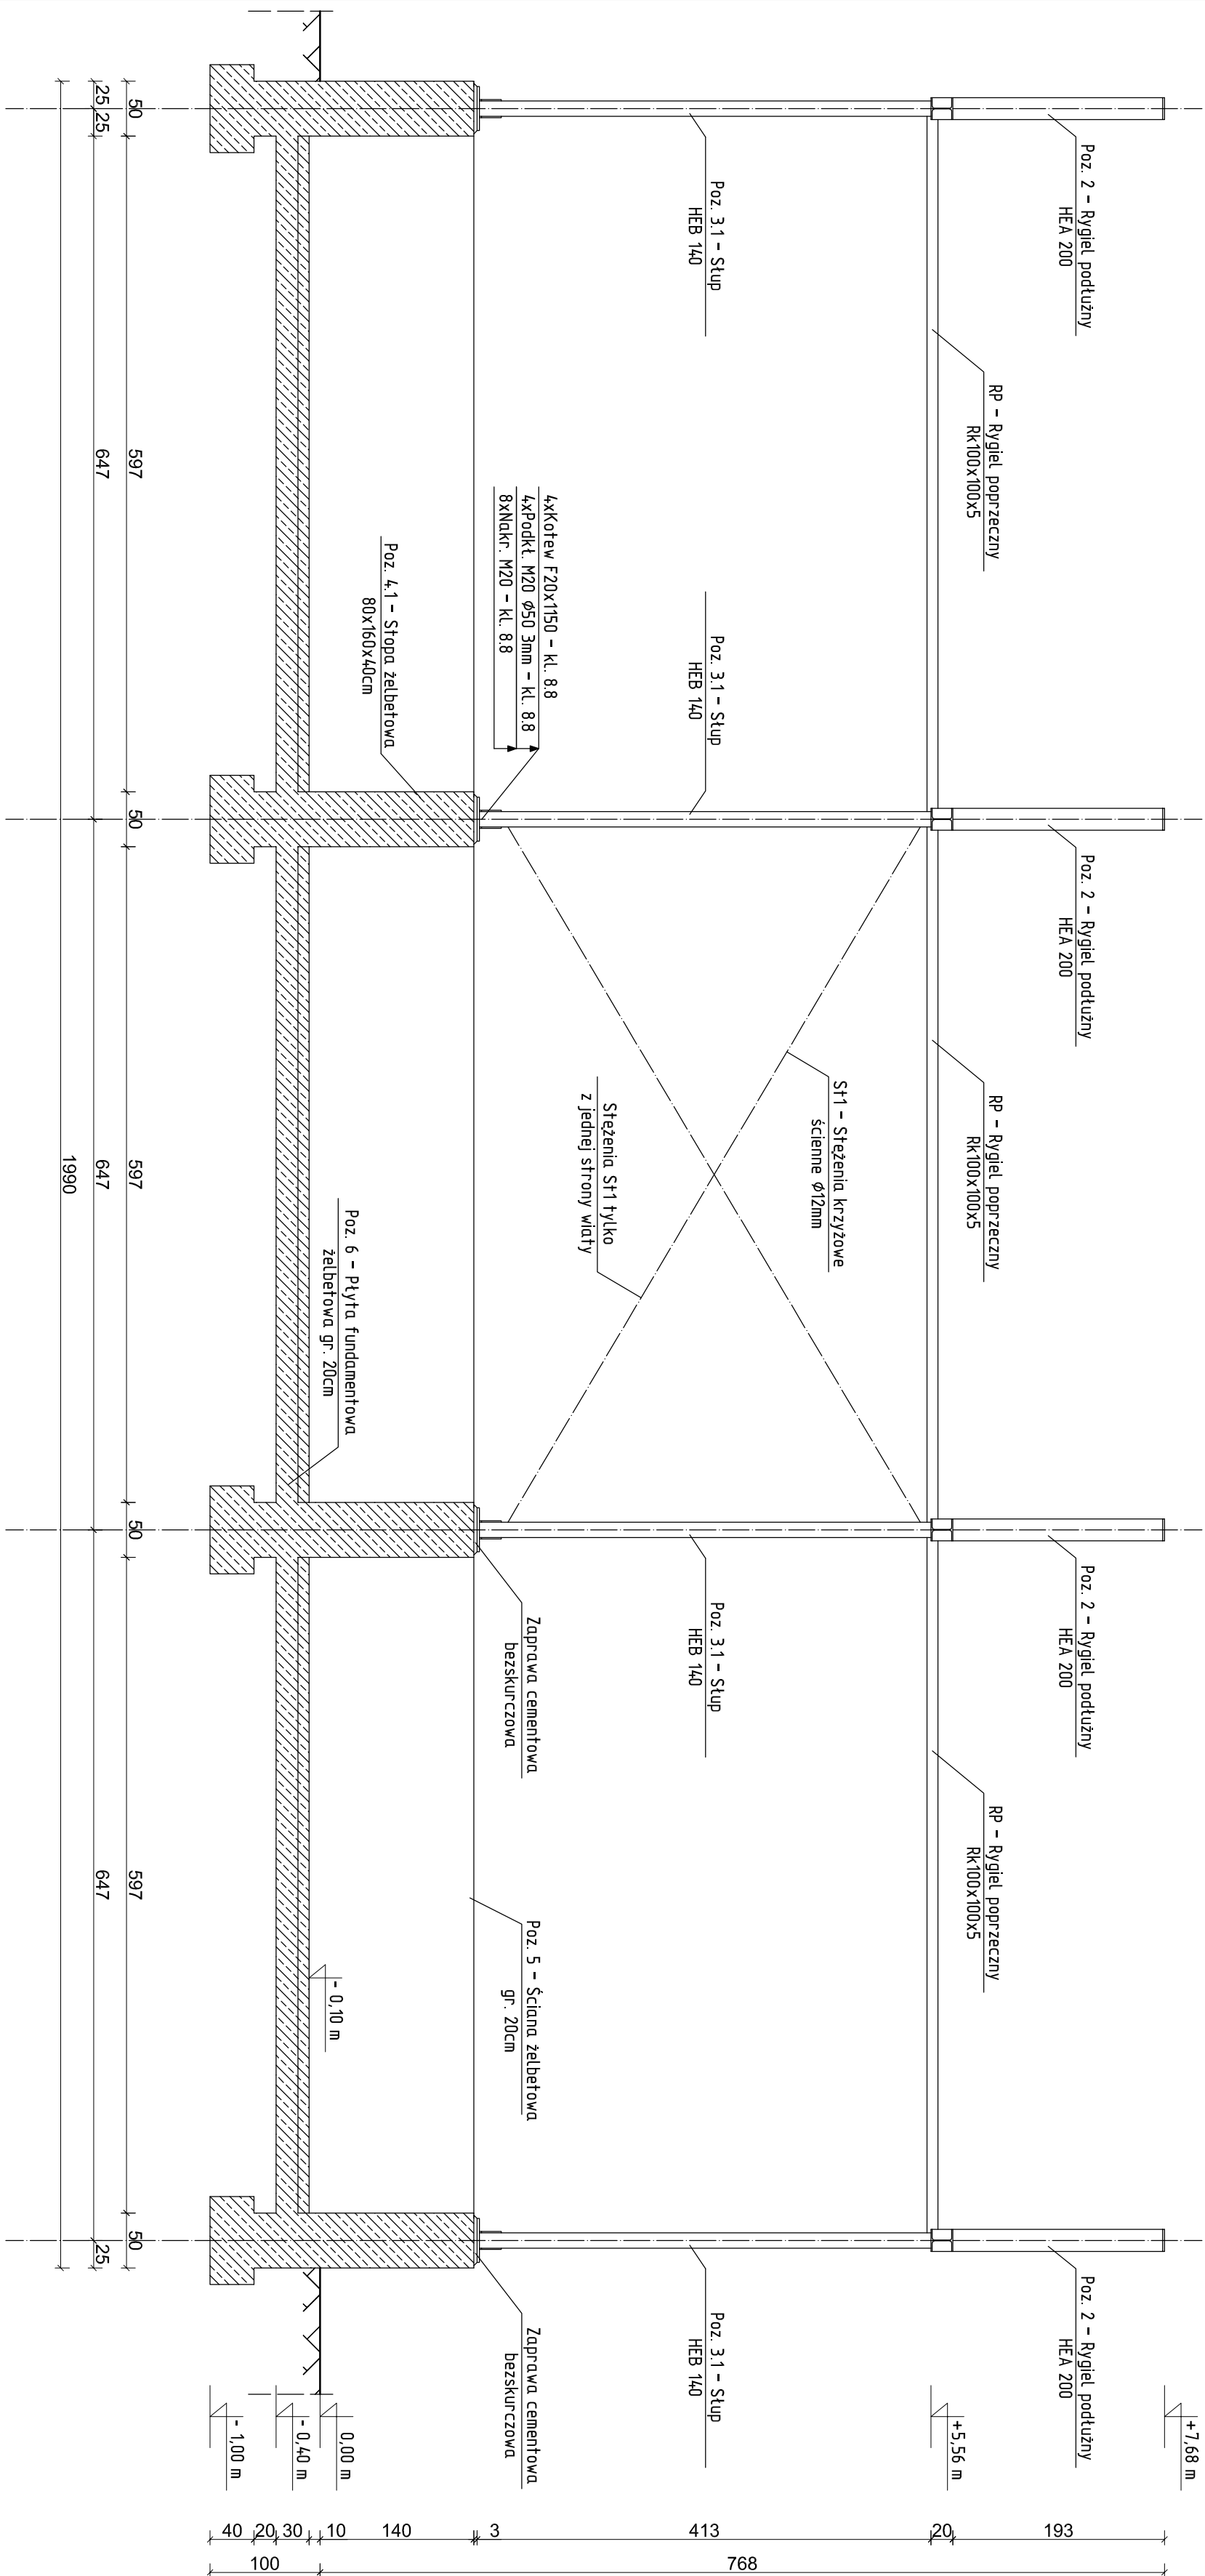 +7,68 m
Poz. 2 - Rygiel podłużny
HEA 200
Poz. 2 - Rygiel podłużny
HEA 200
Poz. 2 - Rygiel podłużny
HEA 200
Poz. 2 - Rygiel podłużny
HEA 200
RP - Rygiel poprzeczny
Rk100x100x5
RP - Rygiel poprzeczny
Rk100x100x5
RP - Rygiel poprzeczny
Rk100x100x5
+5,56 m
St1 - Stężenia krzyżowe
ścienne Ø12mm
Poz. 3.1 - Słup
HEB 140
Poz. 3.1 - Słup
HEB 140
Poz. 3.1 - Słup
HEB 140
Poz. 3.1 - Słup
HEB 140
Stężenia St1 tylko
z jednej strony wiaty
4xKotew F20x1150 - kl. 8.8
4xPodkł. M20 Ø50 3mm - kl. 8.8
8xNakr. M20 - kl. 8.8
Zaprawa cementowa
bezskurczowa
Poz. 5 - Ściana żelbetowa
gr. 20cm
Zaprawa cementowa
bezskurczowa
Poz. 4.1 - Stopa żelbetowa
80x160x40cm
Poz. 6 - Płyta fundamentowa
żelbetowa gr. 20cm
- 0,10 m
0,00 m
- 0,40 m
- 1,00 m
50
597
50
597
50
597
50
25
25
647
647
647
25
1990
40
20
30
10
140
3
413
20
193
100
768